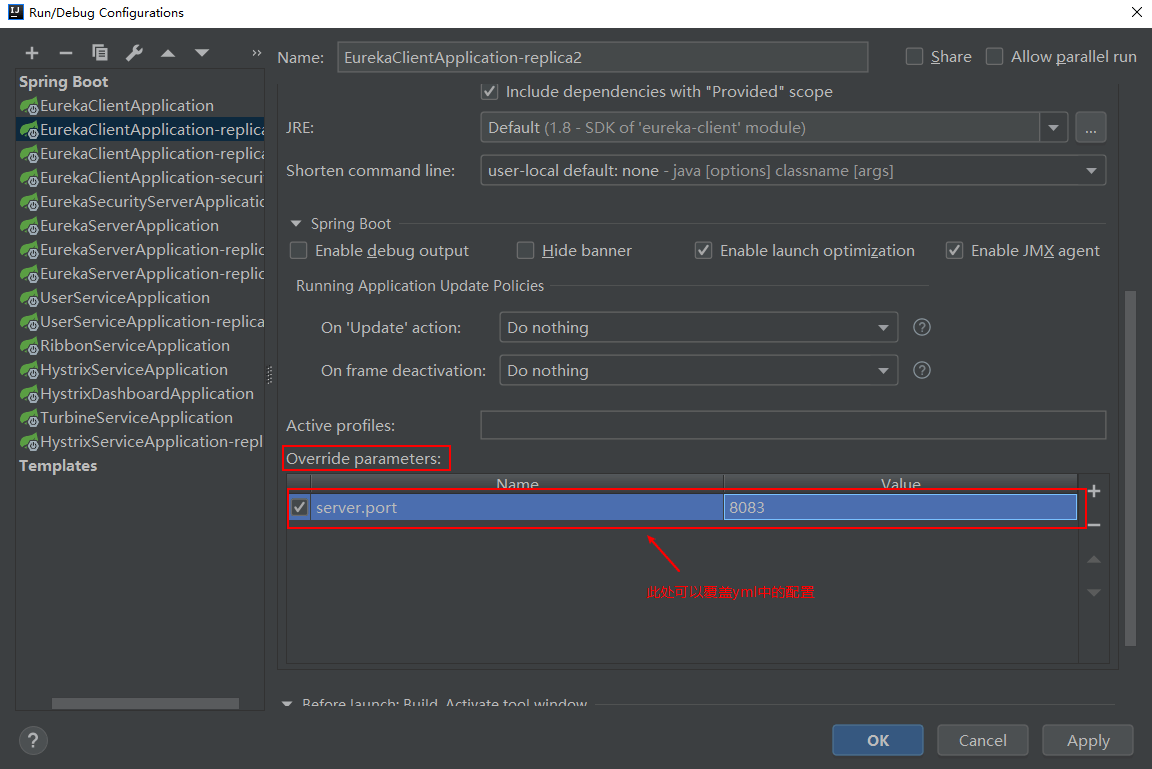 Run/Debug Configurations
Name: EurekaClientApplication-replica2 Share Allow parallel run
Spring Boot
EurekaClientApplication
EurekaClientApplication-replica
EurekaClientApplication-replica
EurekaClientApplication-securi
EurekaSecurityServerApplicatio
EurekaServerApplication
EurekaServerApplication-replic
EurekaServerApplication-replic
UserServiceApplication
UserServiceApplication-replica
RibbonServiceApplication
HystrixServiceApplication
HystrixDashboardApplication
TurbineServiceApplication
HystrixServiceApplication-repl
Templates
Include dependencies with "Provided" scope
JRE: Default (1.8 - SDK of 'eureka-client' module) ...
Shorten command line: user-local default: none - java [options] classname [args]
Spring Boot
Enable debug output Hide banner Enable launch optimization Enable JMX agent
Running Application Update Policies
On 'Update' action: Do nothing ?
On frame deactivation: Do nothing ?
Active profiles:
Override parameters:
Name Value
server.port 8083
此处可以覆盖yml中的配置
Before launch: Build, Activate tool window
? OK Cancel Apply